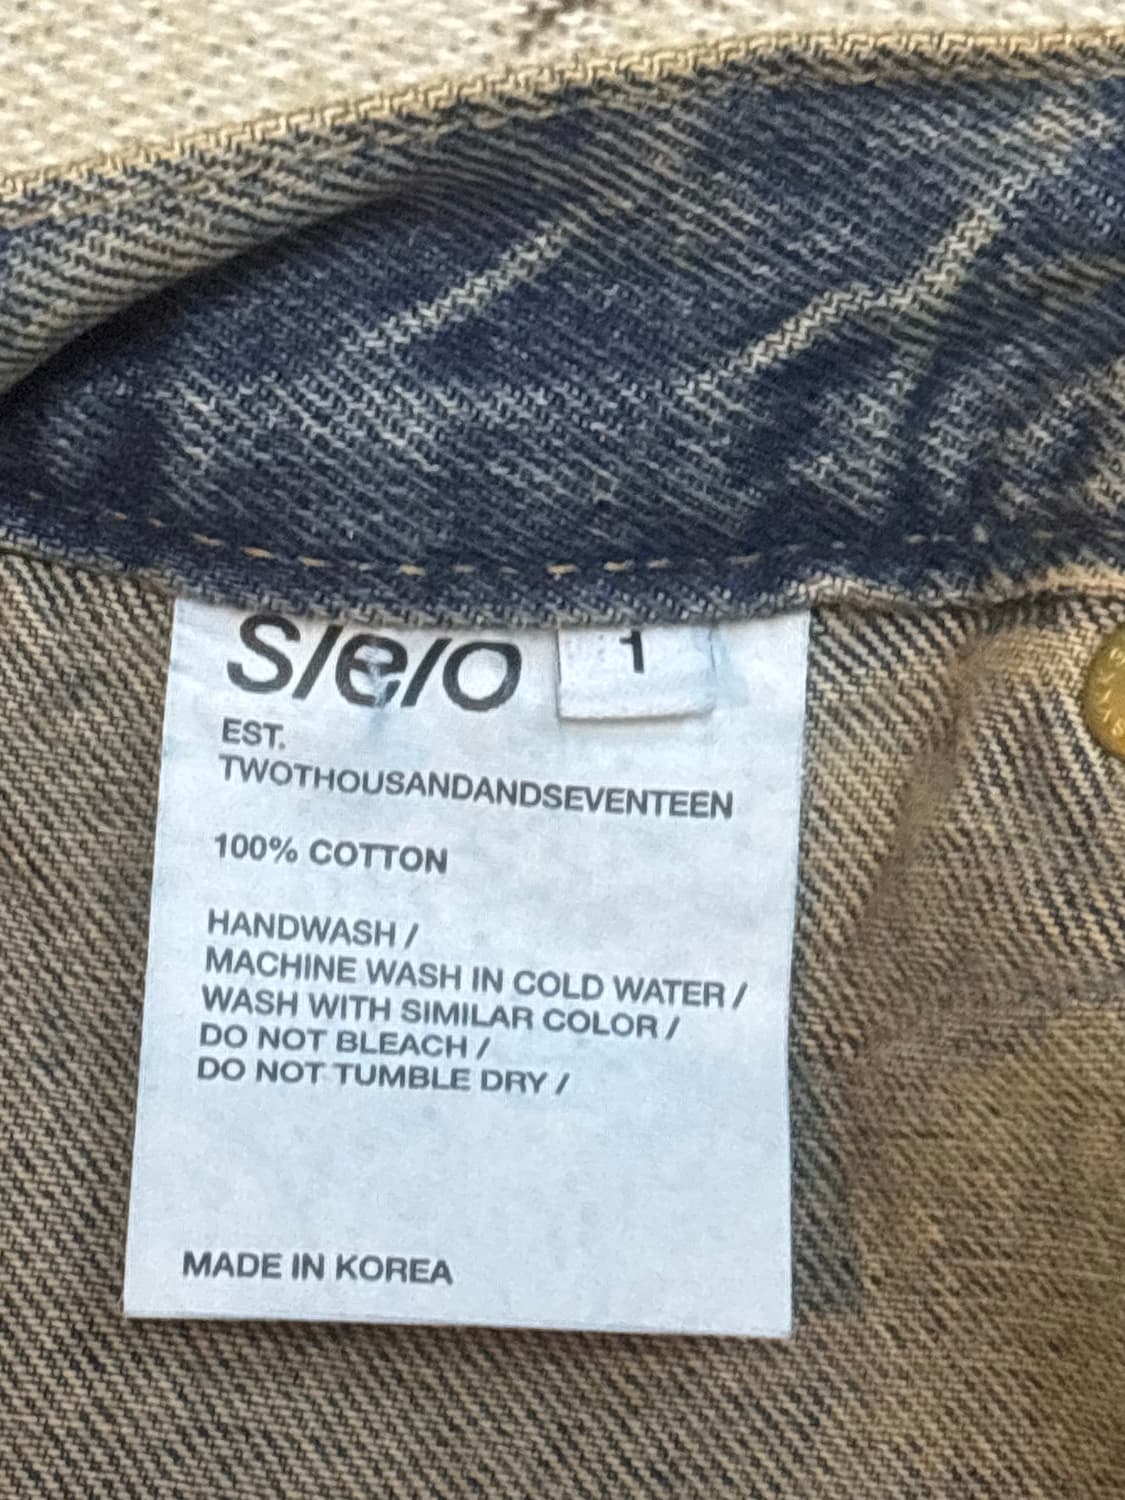 S/e/o
1
EST.
TWOTHOUSANDANDSEVENTEEN
100% COTTON
HANDWASH /
MACHINE WASH IN COLD WATER /
WASH WITH SIMILAR COLOR /
DO NOT BLEACH /
DO NOT TUMBLE DRY /
MADE IN KOREA